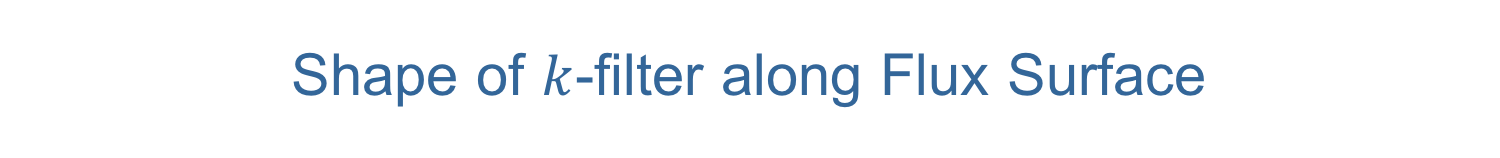 Shape of 𝑘-filter along Flux Surface